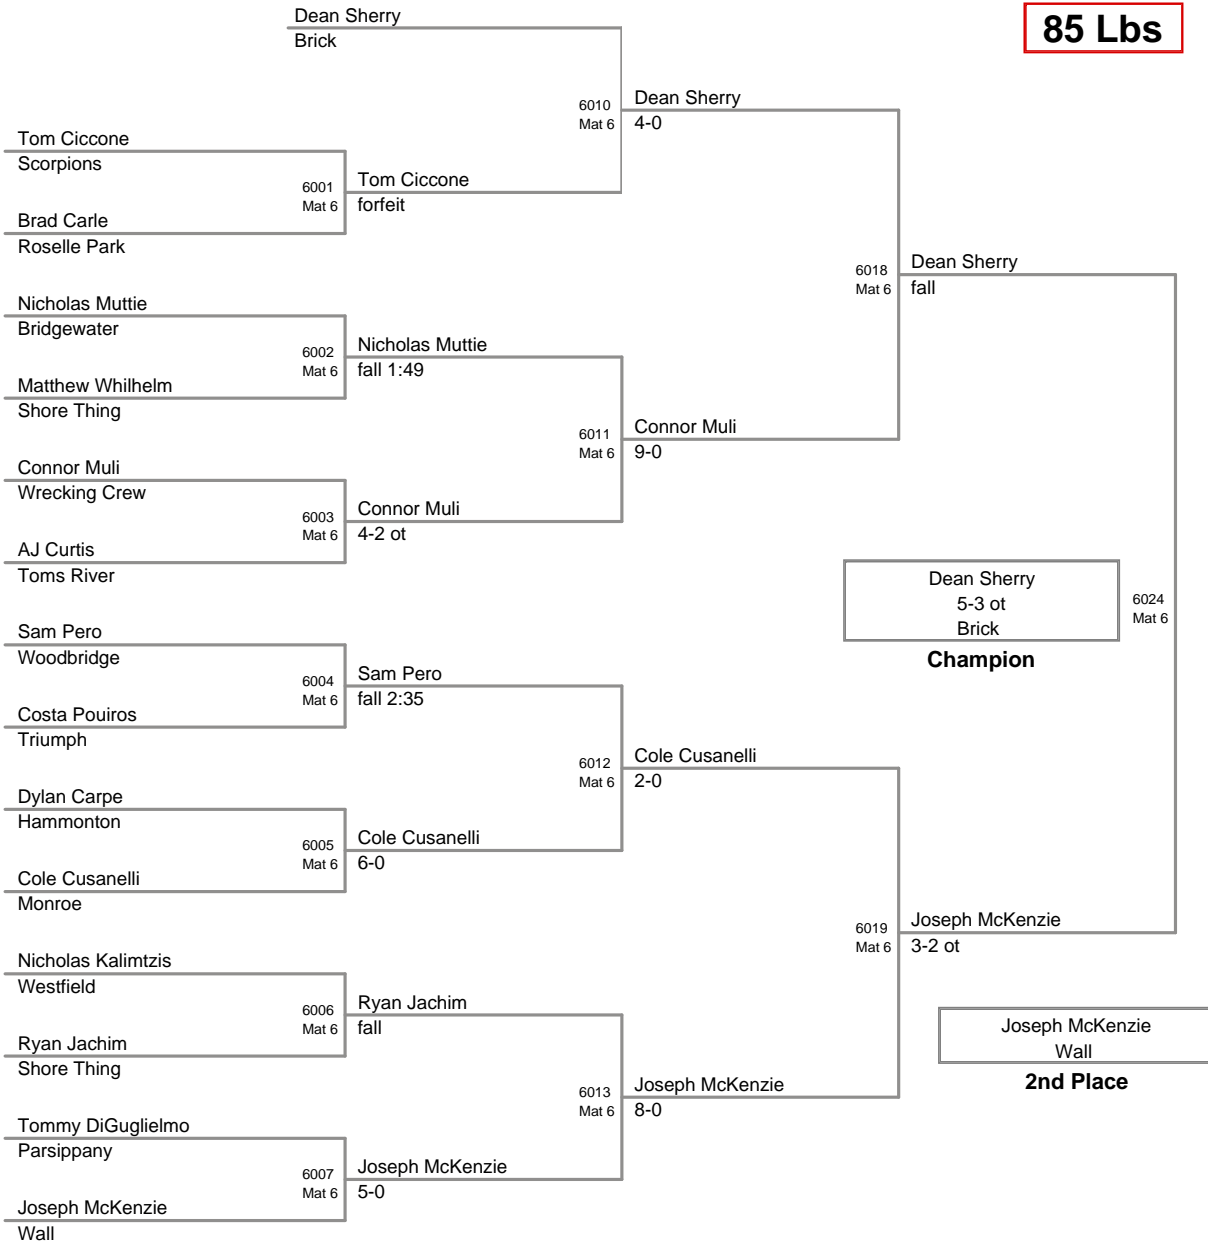 Dean Sherry
Brick
85 Lbs
6010
Mat 6
Dean Sherry
4-0
Tom Ciccone
Scorpions
6001
Mat 6
Tom Ciccone
forfeit
Brad Carle
Roselle Park
6018
Mat 6
Dean Sherry
fall
Nicholas Muttie
Bridgewater
6002
Mat 6
Nicholas Muttie
fall 1:49
Matthew Whilhelm
Shore Thing
6011
Mat 6
Connor Muli
9-0
Connor Muli
Wrecking Crew
6003
Mat 6
Connor Muli
4-2 ot
AJ Curtis
Toms River
Dean Sherry
5-3 ot
Brick
Champion
6024
Mat 6
Sam Pero
Woodbridge
6004
Mat 6
Sam Pero
fall 2:35
Costa Pouiros
Triumph
6012
Mat 6
Cole Cusanelli
2-0
Dylan Carpe
Hammonton
6005
Mat 6
Cole Cusanelli
6-0
Cole Cusanelli
Monroe
6019
Mat 6
Joseph McKenzie
3-2 ot
Nicholas Kalimtzis
Westfield
6006
Mat 6
Ryan Jachim
fall
Ryan Jachim
Shore Thing
Joseph McKenzie
Wall
2nd Place
6013
Mat 6
Joseph McKenzie
8-0
Tommy DiGuglielmo
Parsippany
6007
Mat 6
Joseph McKenzie
5-0
Joseph McKenzie
Wall